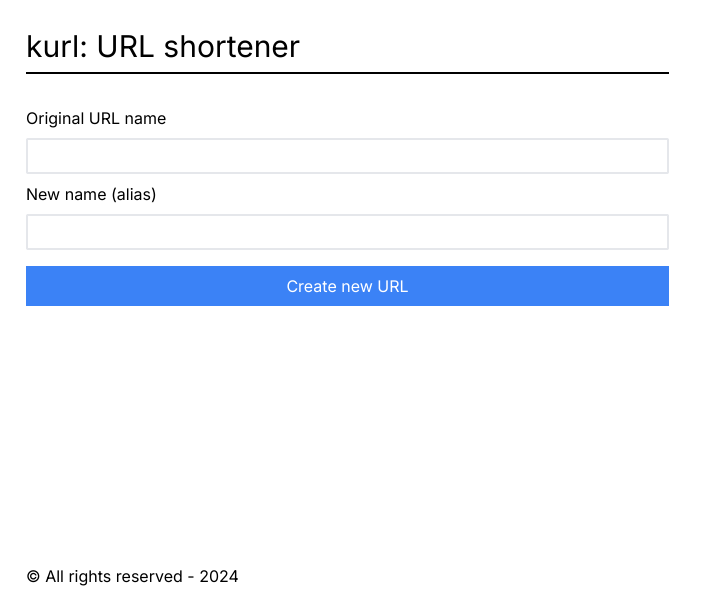 kurl: URL shortener
Original URL name
New name (alias)
Create new URL
© All rights reserved - 2024